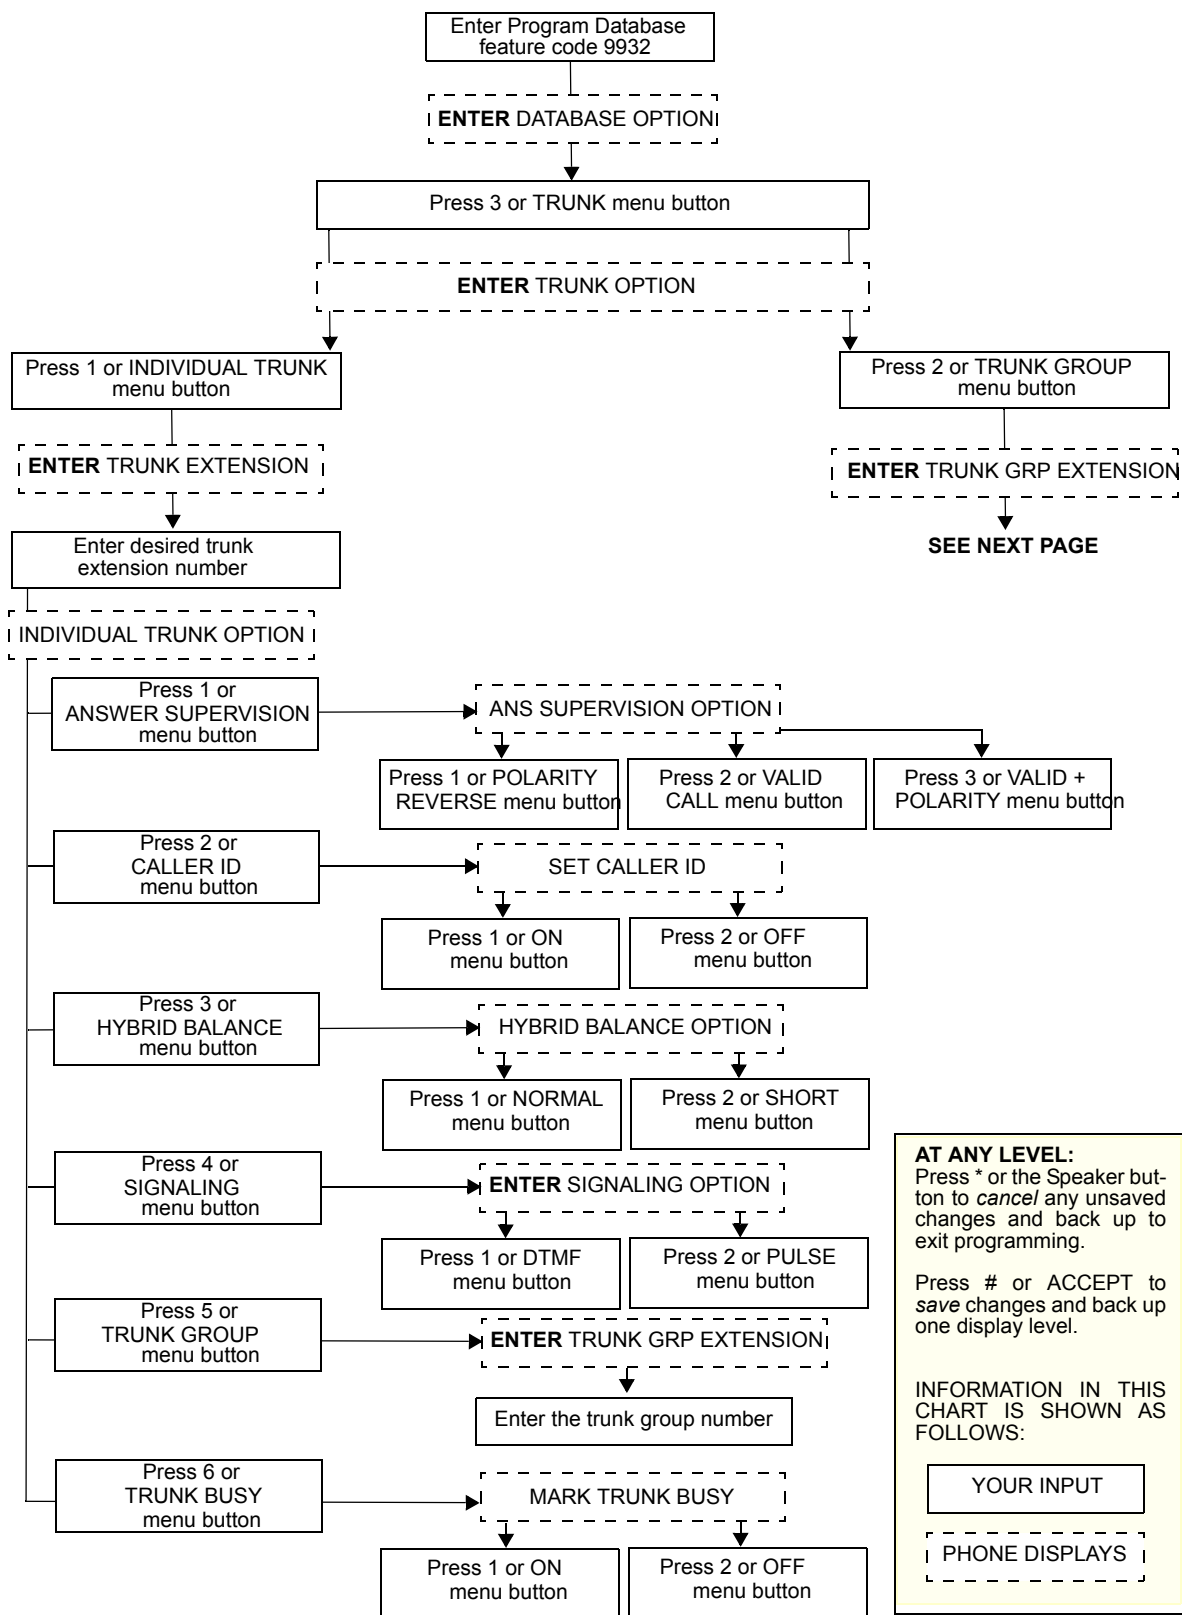 Enter Program Database
feature code 9932
ENTER DATABASE OPTION
Press 3 or TRUNK menu button
ENTER TRUNK OPTION
Press 1 or INDIVIDUAL TRUNK
menu button
Press 2 or TRUNK GROUP
menu button
ENTER TRUNK EXTENSION
ENTER TRUNK GRP EXTENSION
Enter desired trunk
extension number
SEE NEXT PAGE
INDIVIDUAL TRUNK OPTION
Press 1 or
ANSWER SUPERVISION
menu button
ANS SUPERVISION OPTION
Press 1 or POLARITY
REVERSE menu button
Press 2 or VALID
CALL menu button
Press 3 or VALID +
POLARITY menu button
Press 2 or
CALLER ID
menu button
SET CALLER ID
Press 1 or ON
menu button
Press 2 or OFF
menu button
Press 3 or
HYBRID BALANCE
menu button
HYBRID BALANCE OPTION
Press 1 or NORMAL
menu button
Press 2 or SHORT
menu button
Press 4 or
SIGNALING
menu button
ENTER SIGNALING OPTION
Press 1 or DTMF
menu button
Press 2 or PULSE
menu button
Press 5 or
TRUNK GROUP
menu button
ENTER TRUNK GRP EXTENSION
Enter the trunk group number
Press 6 or
TRUNK BUSY
menu button
MARK TRUNK BUSY
Press 1 or ON
menu button
Press 2 or OFF
menu button
AT ANY LEVEL:
Press * or the Speaker but-
ton to cancel any unsaved
changes and back up to
exit programming.
Press # or ACCEPT to
save changes and back up
one display level.
INFORMATION IN THIS
CHART IS SHOWN AS
FOLLOWS:
YOUR INPUT
PHONE DISPLAYS